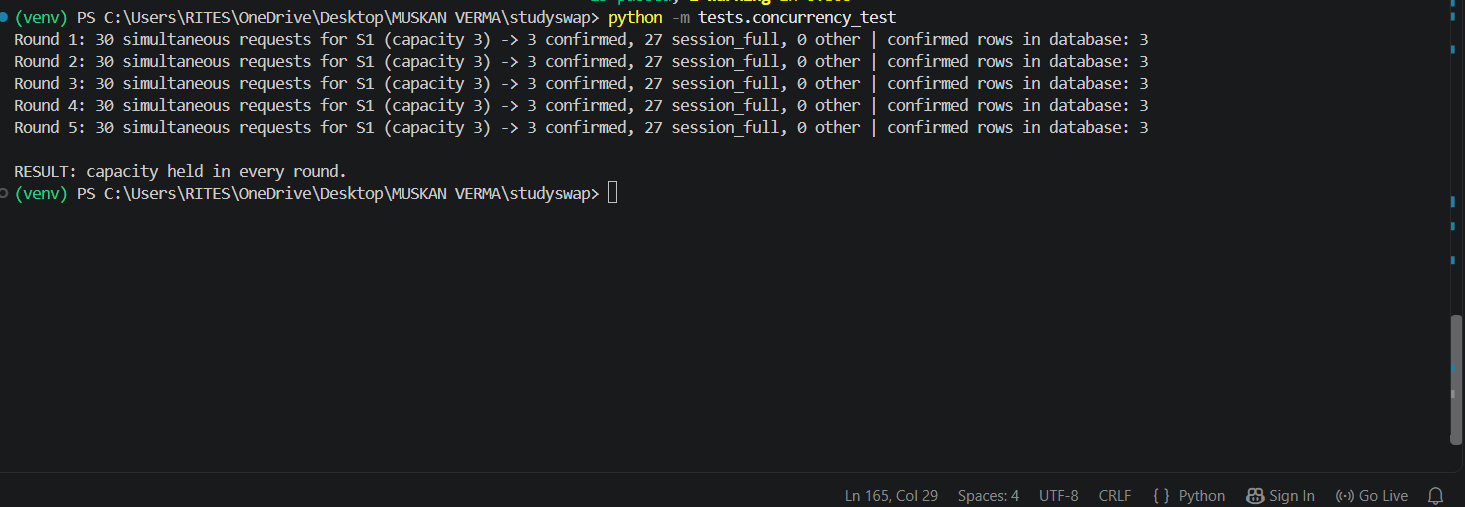 (venv) PS C:\Users\RITES\OneDrive\Desktop\MUSKAN VERMA\studyswap> python -m tests.concurrency_test
Round 1: 30 simultaneous requests for S1 (capacity 3) -> 3 confirmed, 27 session_full, 0 other | confirmed rows in database: 3
Round 2: 30 simultaneous requests for S1 (capacity 3) -> 3 confirmed, 27 session_full, 0 other | confirmed rows in database: 3
Round 3: 30 simultaneous requests for S1 (capacity 3) -> 3 confirmed, 27 session_full, 0 other | confirmed rows in database: 3
Round 4: 30 simultaneous requests for S1 (capacity 3) -> 3 confirmed, 27 session_full, 0 other | confirmed rows in database: 3
Round 5: 30 simultaneous requests for S1 (capacity 3) -> 3 confirmed, 27 session_full, 0 other | confirmed rows in database: 3
RESULT: capacity held in every round.
(venv) PS C:\Users\RITES\OneDrive\Desktop\MUSKAN VERMA\studyswap>
Ln 165, Col 29 Spaces: 4 UTF-8 CRLF { } Python Sign In Go Live